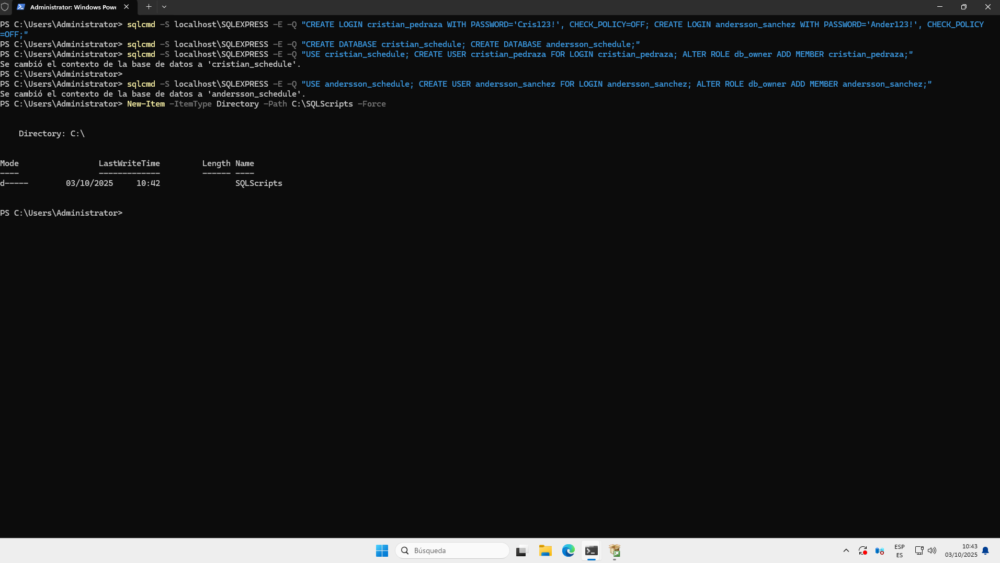 Administrator: Windows Powe
PS C:\Users\Administrator> sqlcmd -S localhost\SQLEXPRESS -E -Q "CREATE LOGIN cristian_pedraza WITH PASSWORD='Cris123!', CHECK_POLICY=OFF; CREATE LOGIN andersson_sanchez WITH PASSWORD='Ander123!', CHECK_POLICY
=OFF;"
PS C:\Users\Administrator> sqlcmd -S localhost\SQLEXPRESS -E -Q "CREATE DATABASE cristian_schedule; CREATE DATABASE andersson_schedule;"
PS C:\Users\Administrator> sqlcmd -S localhost\SQLEXPRESS -E -Q "USE cristian_schedule; CREATE USER cristian_pedraza FOR LOGIN cristian_pedraza; ALTER ROLE db_owner ADD MEMBER cristian_pedraza;"
Se cambió el contexto de la base de datos a 'cristian_schedule'.
PS C:\Users\Administrator>
PS C:\Users\Administrator> sqlcmd -S localhost\SQLEXPRESS -E -Q "USE andersson_schedule; CREATE USER andersson_sanchez FOR LOGIN andersson_sanchez; ALTER ROLE db_owner ADD MEMBER andersson_sanchez;"
Se cambió el contexto de la base de datos a 'andersson_schedule'.
PS C:\Users\Administrator> New-Item -ItemType Directory -Path C:\SQLScripts -Force
Directory: C:\
Mode LastWriteTime Length Name
---- ------------- ------ ----
d----- 03/10/2025 10:42 SQLScripts
PS C:\Users\Administrator>
Búsqueda
ESP
ES
10:43
03/10/2025